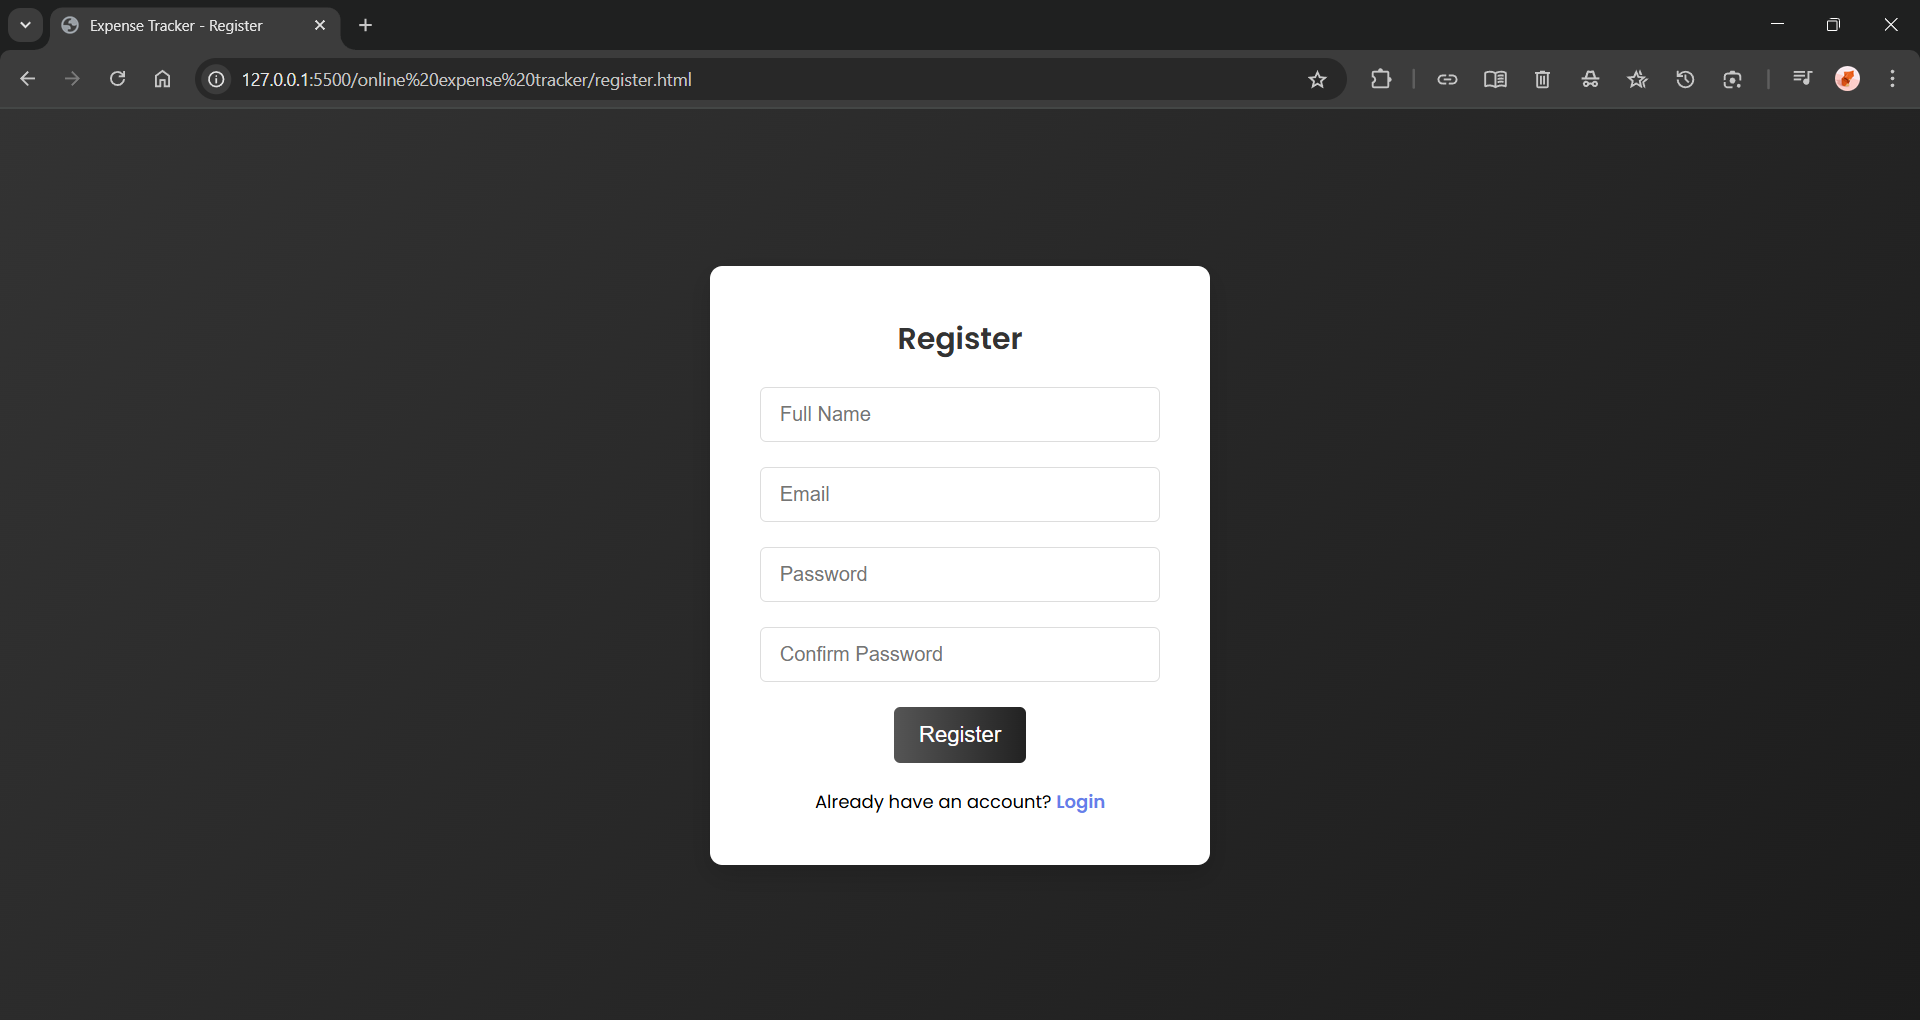 Expense Tracker - Register
127.0.0.1:5500/online%20expense%20tracker/register.html
Register
Full Name
Email
Password
Confirm Password
Register
Already have an account? Login